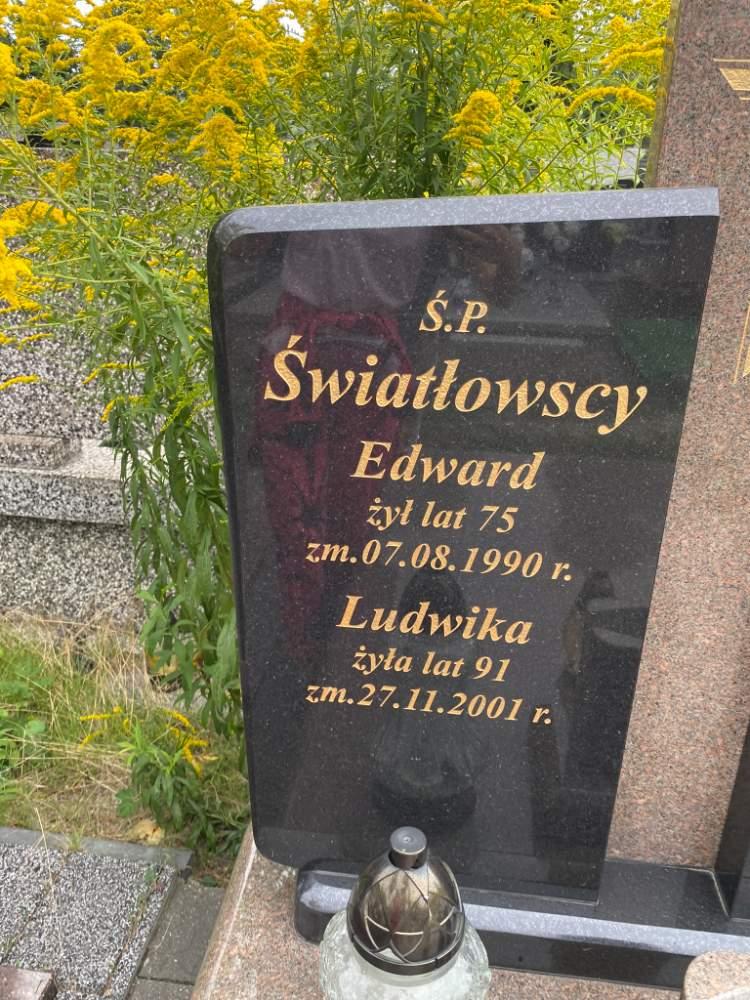 Ś.P.
Światłowscy
Edward
żył lat 75
zm.07.08.1990 r.
Ludwika
żyła lat 91
zm.27.11.2001 r.